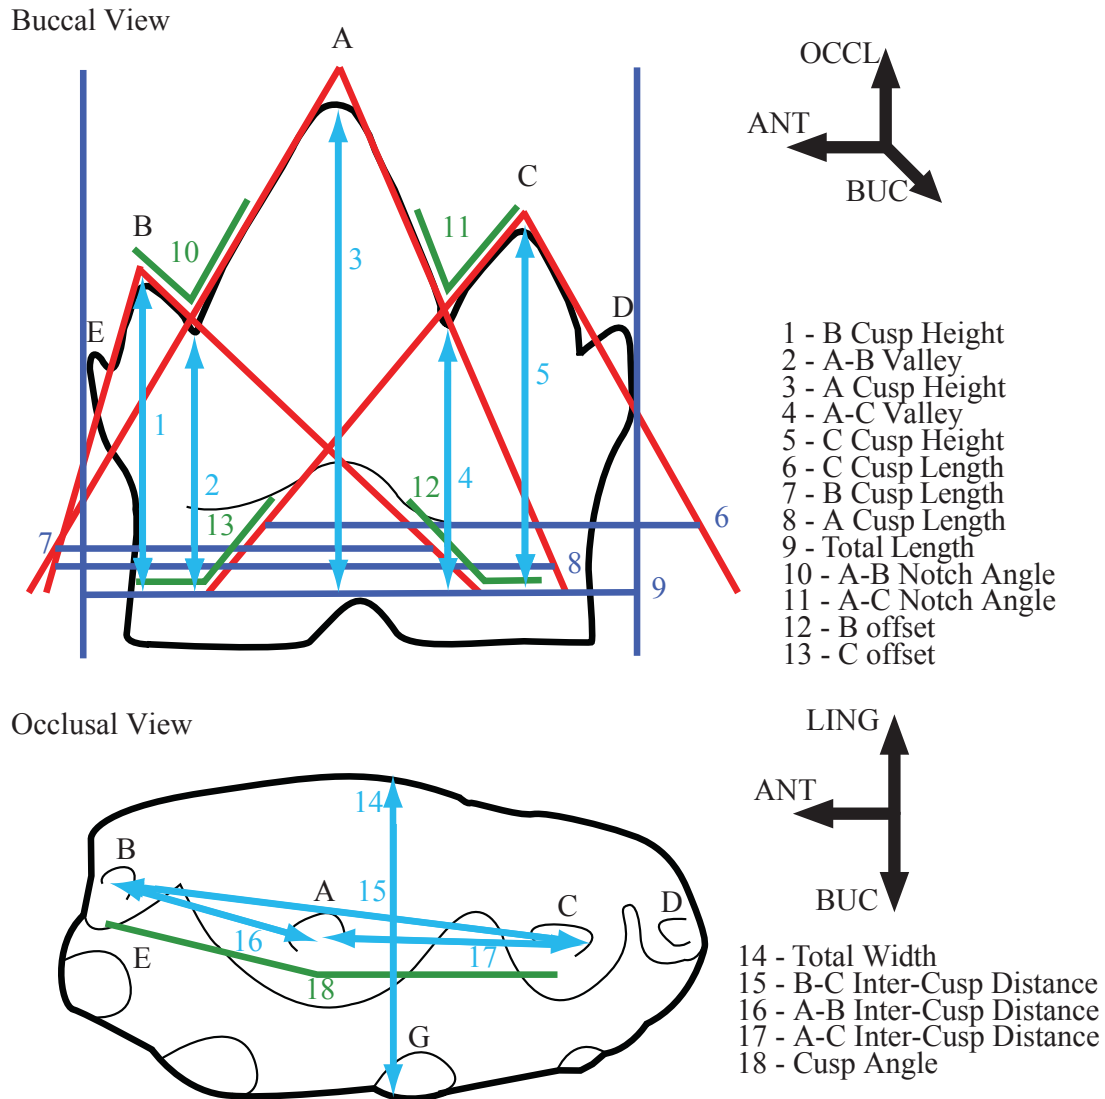 Buccal View
A
OCCL
ANT
BUC
C
B
10
11
3
D
E
5
1
2
4
12
13
6
7
8
9
1 - B Cusp Height
2 - A-B Valley
3 - A Cusp Height
4 - A-C Valley
5 - C Cusp Height
6 - C Cusp Length
7 - B Cusp Length
8 - A Cusp Length
9 - Total Length
10 - A-B Notch Angle
11 - A-C Notch Angle
12 - B offset
13 - C offset
Occlusal View
LING
ANT
BUC
14
B
15
A
C
D
16
17
E
18
G
14 - Total Width
15 - B-C Inter-Cusp Distance
16 - A-B Inter-Cusp Distance
17 - A-C Inter-Cusp Distance
18 - Cusp Angle